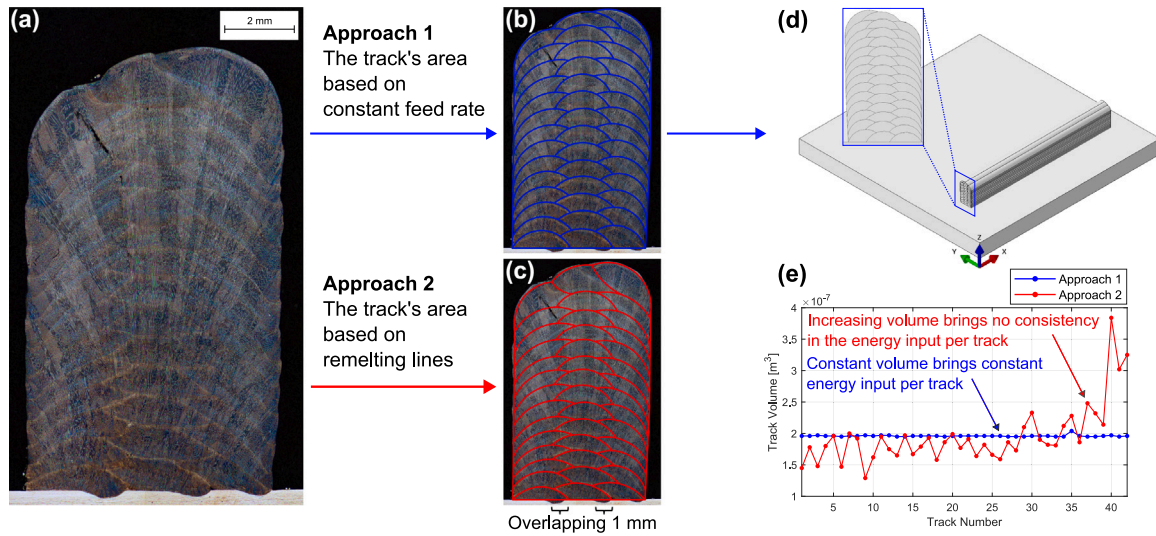 (a)
2 mm
Approach 1
The track's area
based on
constant feed rate
(b)
Approach 2
The track's area
based on
remelting lines
(c)
Overlapping 1 mm
(d)
Z
Y
X
(e)
Approach 1
Approach 2
× 10⁻⁷
4
3,5
3
2,5
2
1,5
1
Track Volume [m³]
Increasing volume brings no consistency
in the energy input per track
Constant volume brings constant
energy input per track
5 10 15 20 25 30 35 40
Track Number